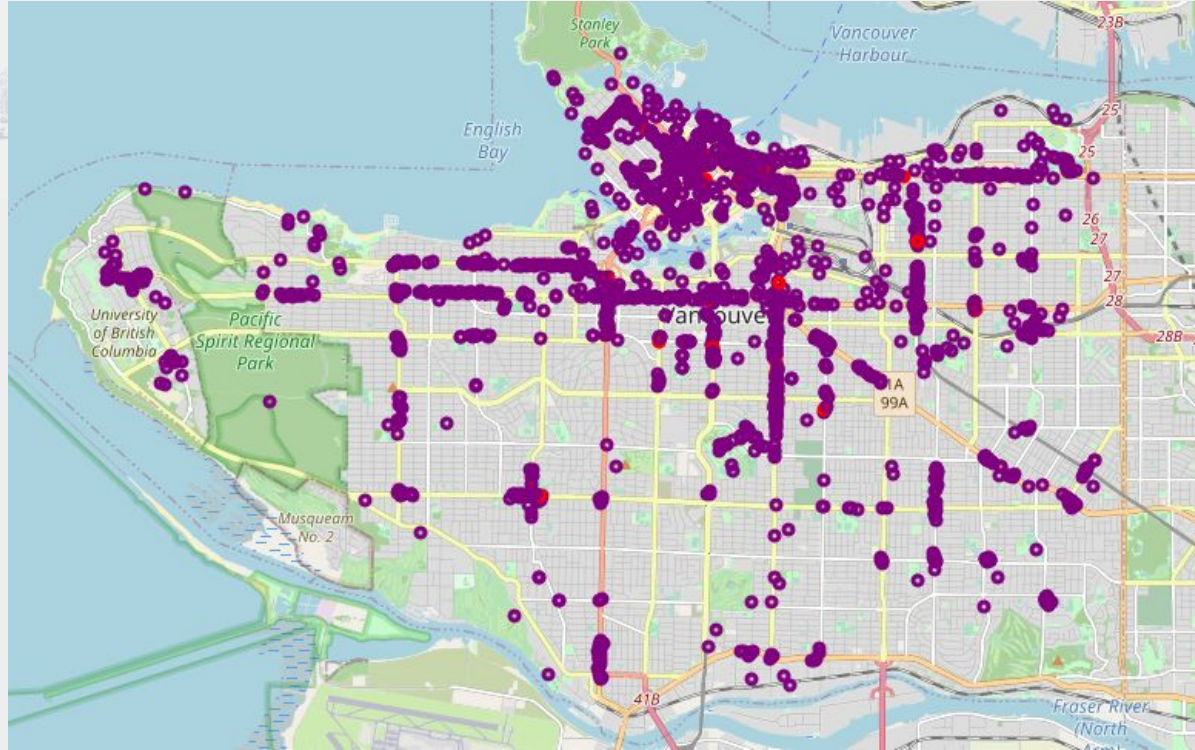 Stanley
Park
Vancouver
Harbour
23B
English
Bay
25
25
26
27
27
28
28B
University
of British
Columbia
Pacific
Spirit Regional
Park
1A
99A
Musqueam
No. 2
41B
Fraser River
(North